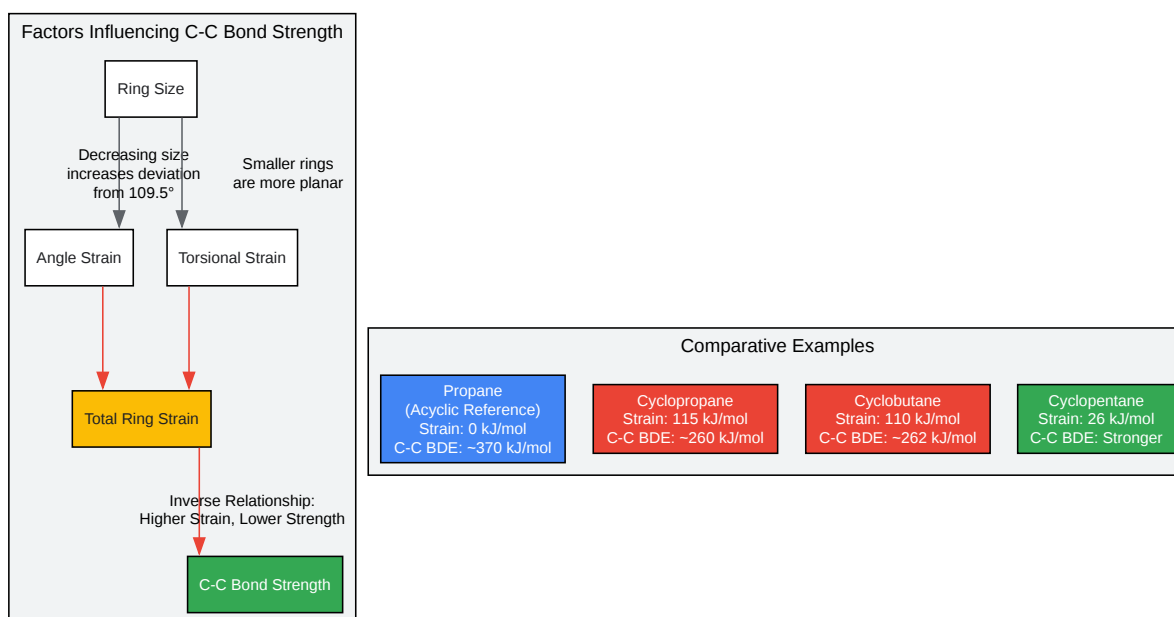 Factors Influencing C-C Bond Strength
Ring Size
Decreasing size
increases deviation
from 109.5°
Smaller rings
are more planar
Angle Strain
Torsional Strain
Total Ring Strain
Inverse Relationship:
Higher Strain, Lower Strength
C-C Bond Strength
Comparative Examples
Propane
(Acyclic Reference)
Strain: 0 kJ/mol
C-C BDE: ~370 kJ/mol
Cyclopropane
Strain: 115 kJ/mol
C-C BDE: ~260 kJ/mol
Cyclobutane
Strain: 110 kJ/mol
C-C BDE: ~262 kJ/mol
Cyclopentane
Strain: 26 kJ/mol
C-C BDE: Stronger